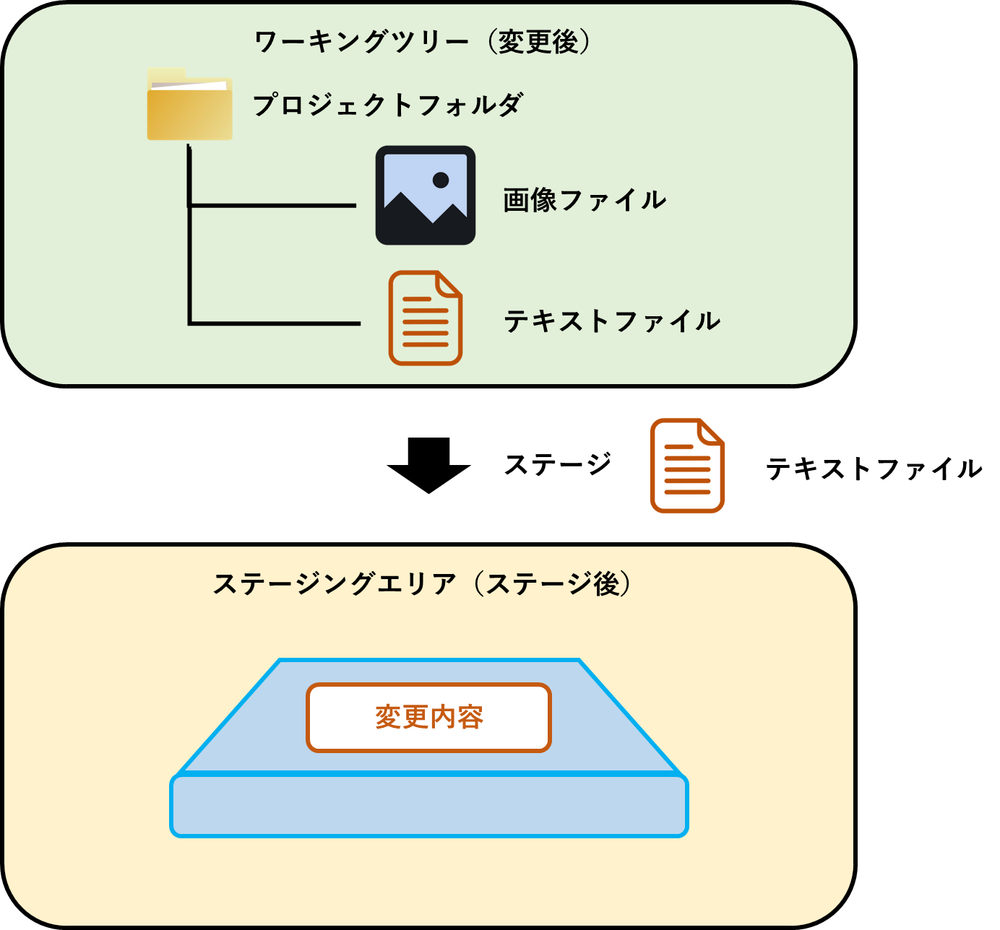 ワーキングツリー（変更後）
プロジェクトフォルダ
画像ファイル
テキストファイル
ステージ
テキストファイル
ステージングエリア（ステージ後）
変更内容